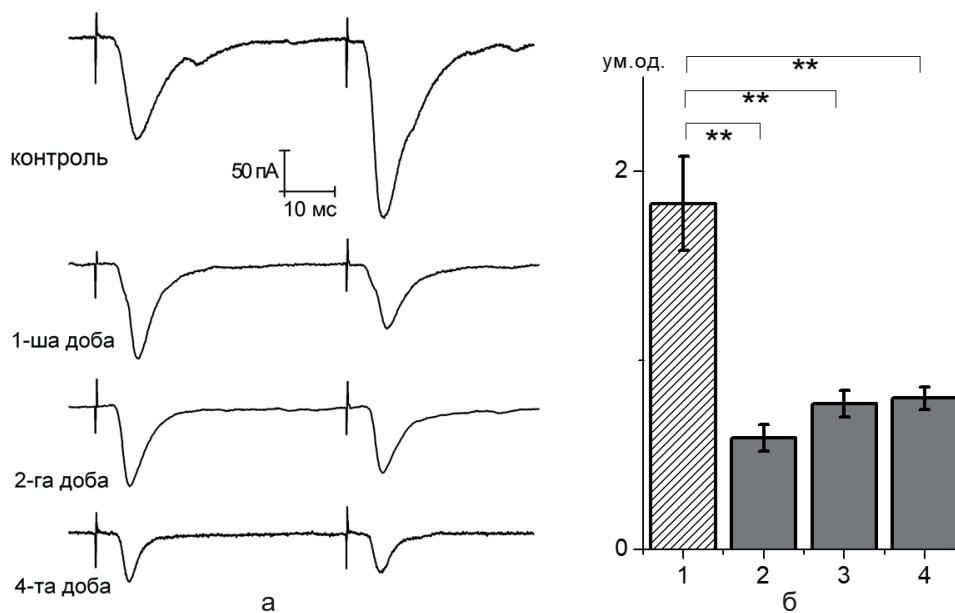 контроль
50 пА
10 мс
1-ша доба
2-га доба
4-та доба
а
ум.од.
**
**
**
2
0
1 2 3 4
б